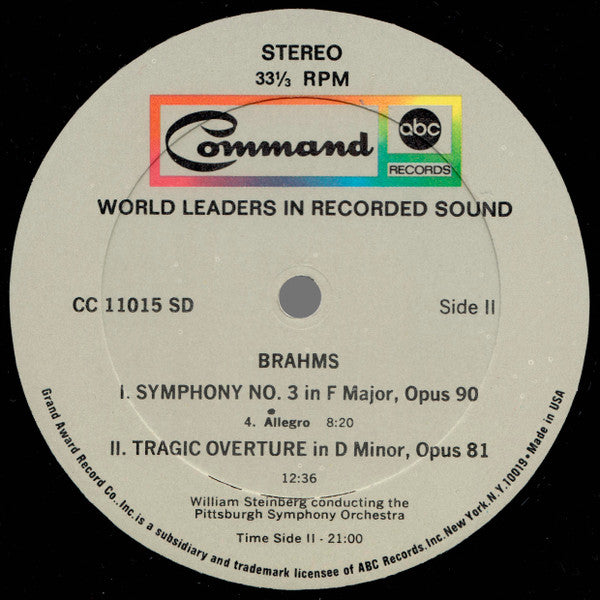 STEREO
33⅓ RPM
Command
abc
RECORDS
WORLD LEADERS IN RECORDED SOUND
CC 11015 SD
Side II
BRAHMS
I. SYMPHONY NO. 3 in F Major, Opus 90
4. Allegro 8:20
II. TRAGIC OVERTURE in D Minor, Opus 81
12:36
William Steinberg conducting the
Pittsburgh Symphony Orchestra
Time Side II - 21:00
Grand Award Record Co., Inc. is a subsidiary and trademark licensee of ABC Records, Inc. New York. N.Y. 10019 • Made in USA